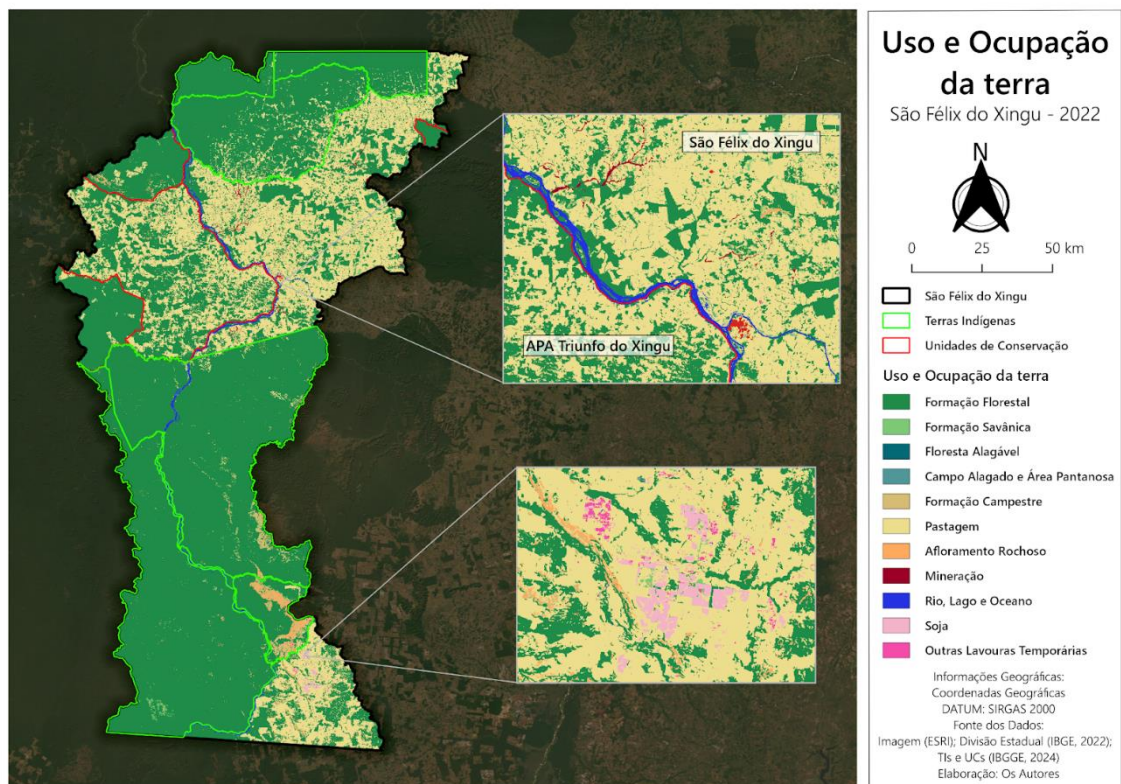 Uso e Ocupação
da terra
São Félix do Xingu - 2022
N
0 25 50 km
São Félix do Xingu
Terras Indígenas
Unidades de Conservação
Uso e Ocupação da terra
Formação Florestal
Formação Savânica
Floresta Alagável
Campo Alagado e Área Pantanosa
Formação Campestre
Pastagem
Afloramento Rochoso
Mineração
Rio, Lago e Oceano
Soja
Outras Lavouras Temporárias
Informações Geográficas:
Coordenadas Geográficas
DATUM: SIRGAS 2000
Fonte dos Dados:
Imagem (ESRI); Divisão Estadual (IBGE, 2022);
TIs e UCs (IBGGE, 2024)
Elaboração: Os Autores
São Félix do Xingu
APA Triunfo do Xingu